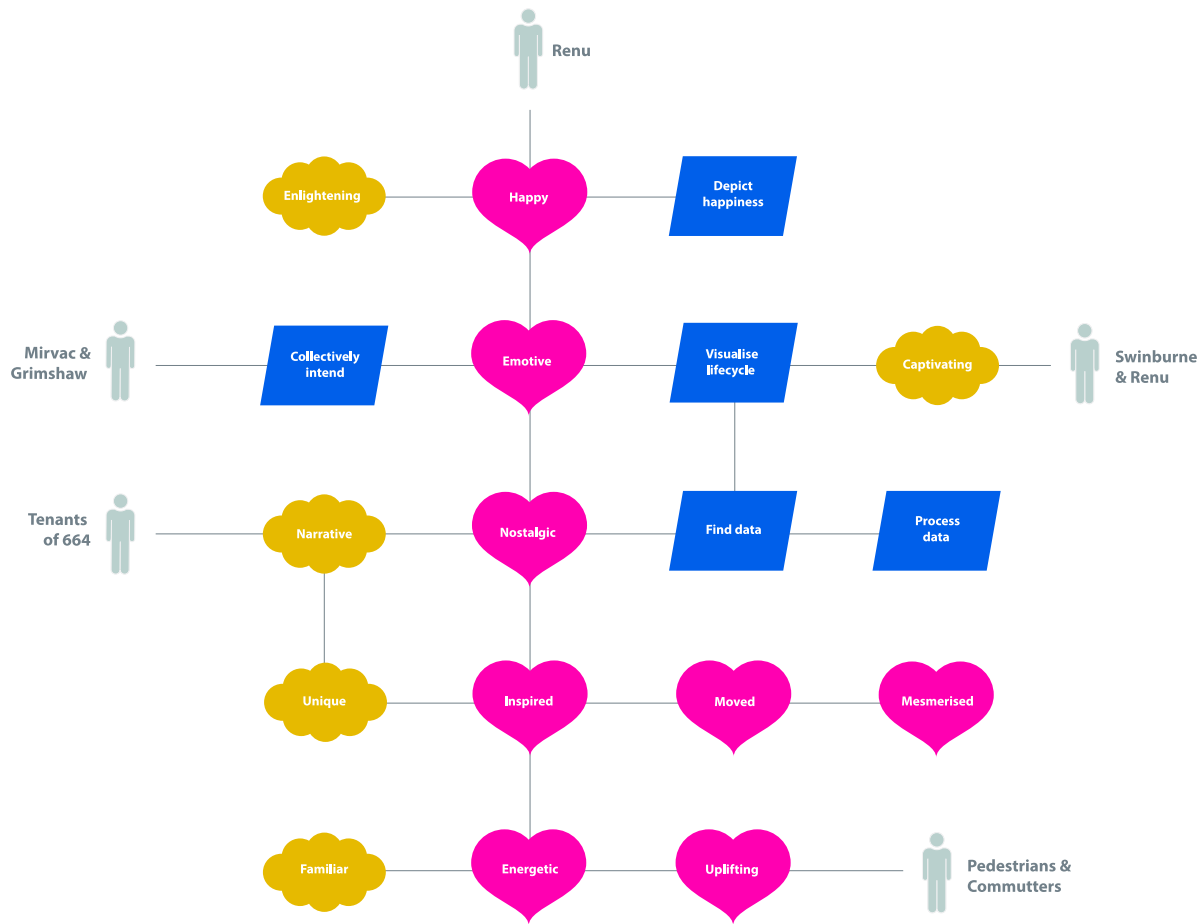 Renu
Enlightening
Happy
Depict
happiness
Mirvac &
Grimshaw
Collectively
intend
Emotive
Visualise
lifecycle
Captivating
Swinburne
& Renu
Tenants
of 664
Narrative
Nostalgic
Find data
Process
data
Unique
Inspired
Moved
Mesmerised
Familiar
Energetic
Uplifting
Pedestrians &
Commutters